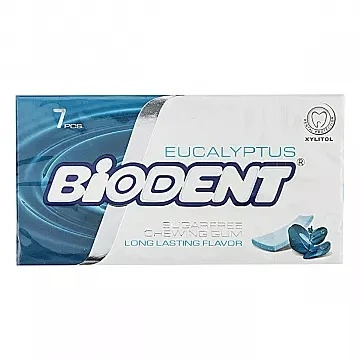 7 PCS.
XYLITOL
EUCALYPTUS
BiODENT®
SUGARFREE
CHEWING GUM
LONG LASTING FLAVOR